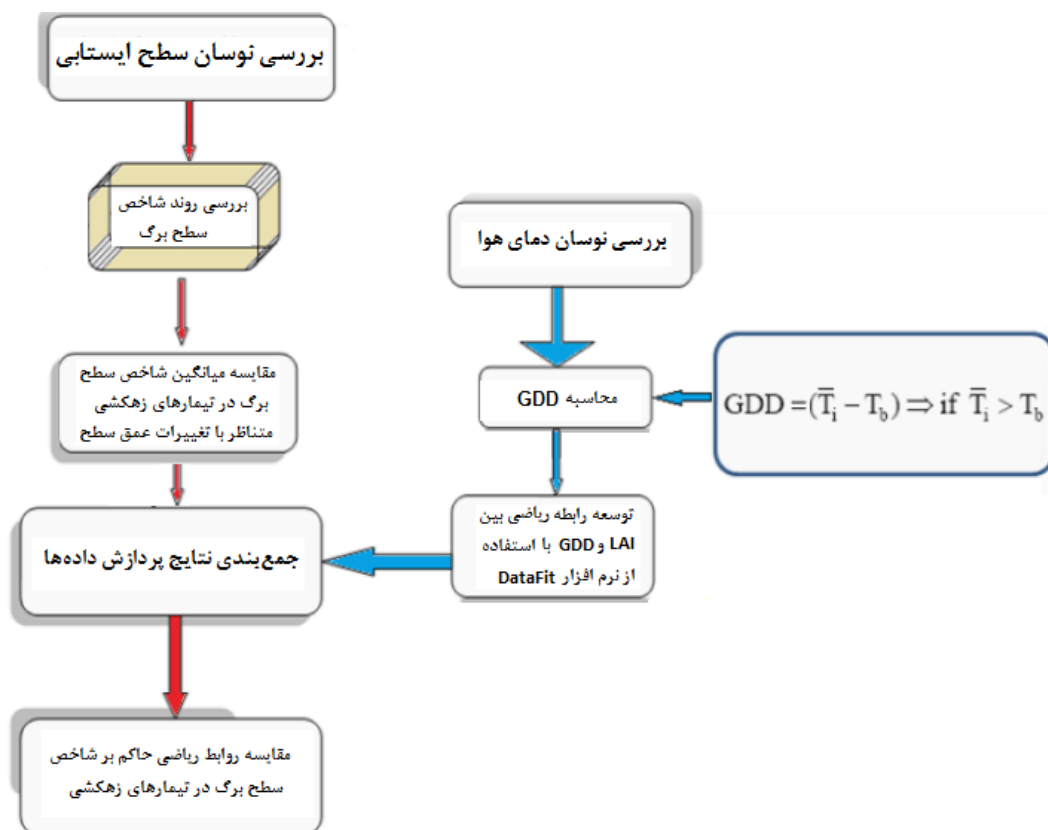 بررسی نوسان سطح ایستابی
بررسی روند شاخص
سطح برگ
مقایسه میانگین شاخص سطح
برگ در تیمارهای زهکشی
متناظر با تغییرات عمق سطح
جمع‌بندی نتایج پردازش داده‌ها
مقایسه روابط ریاضی حاکم بر شاخص
سطح برگ در تیمارهای زهکشی
بررسی نوسان دمای هوا
محاسبه GDD
توسعه رابطه ریاضی بین
LAI و GDD با استفاده
از نرم افزار DataFit
GDD = (T̅ᵢ − T_b) ⇒ if T̅ᵢ > T_b